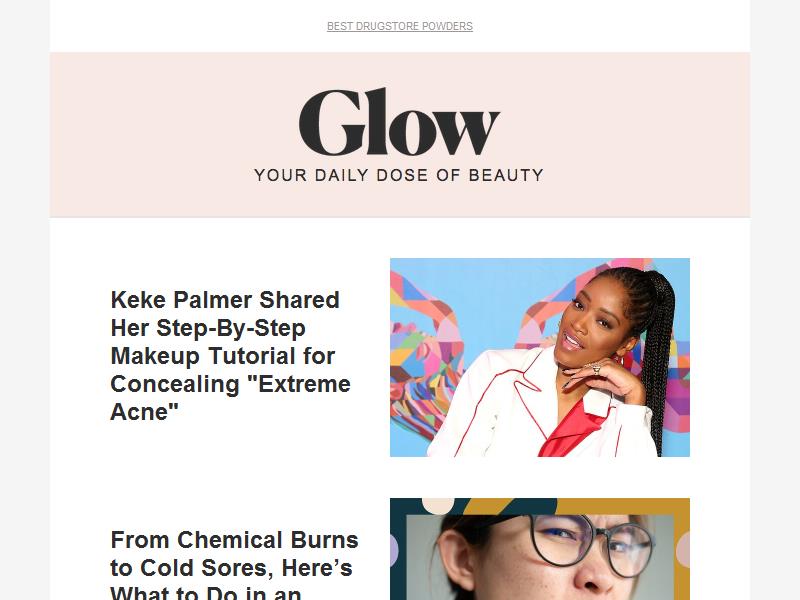 BEST DRUGSTORE POWDERS
Glow
YOUR DAILY DOSE OF BEAUTY
Keke Palmer Shared
Her Step-By-Step
Makeup Tutorial for
Concealing "Extreme
Acne"
From Chemical Burns
to Cold Sores, Here’s
What to Do in an